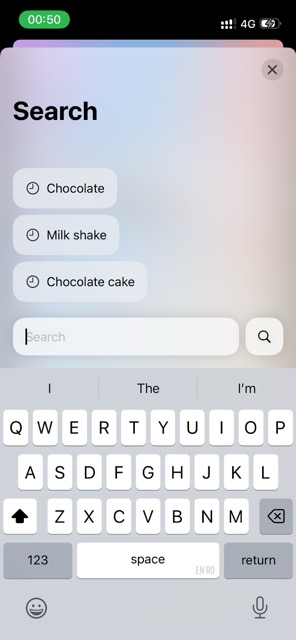 00:50
4G
Search
Chocolate
Milk shake
Chocolate cake
Search
I The I'm
Q W E R T Y U I O P
A S D F G H J K L
Z X C V B N M
123 space EN RO return